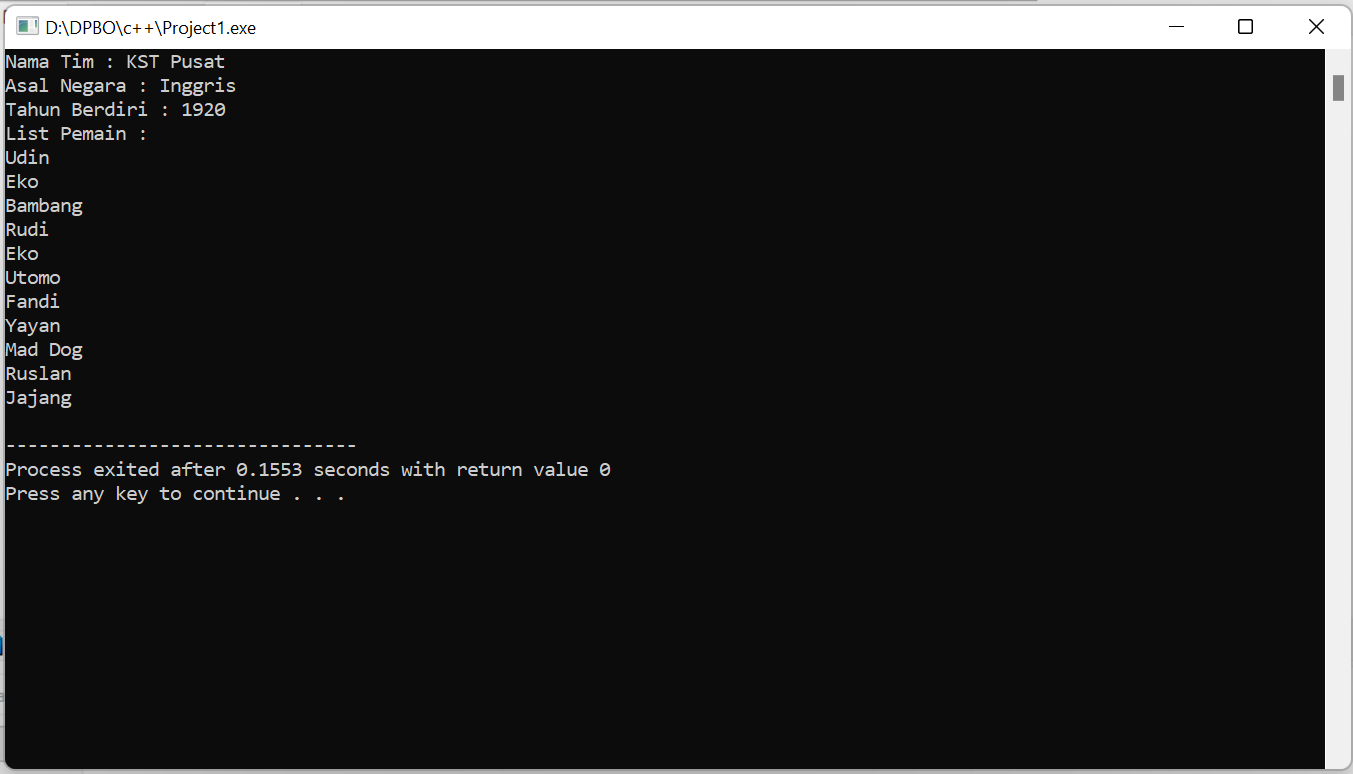 D:\DPBO\c++\Project1.exe
Nama Tim : KST Pusat
Asal Negara : Inggris
Tahun Berdiri : 1920
List Pemain :
Udin
Eko
Bambang
Rudi
Eko
Utomo
Fandi
Yayan
Mad Dog
Ruslan
Jajang
--------------------------------
Process exited after 0.1553 seconds with return value 0
Press any key to continue . . .